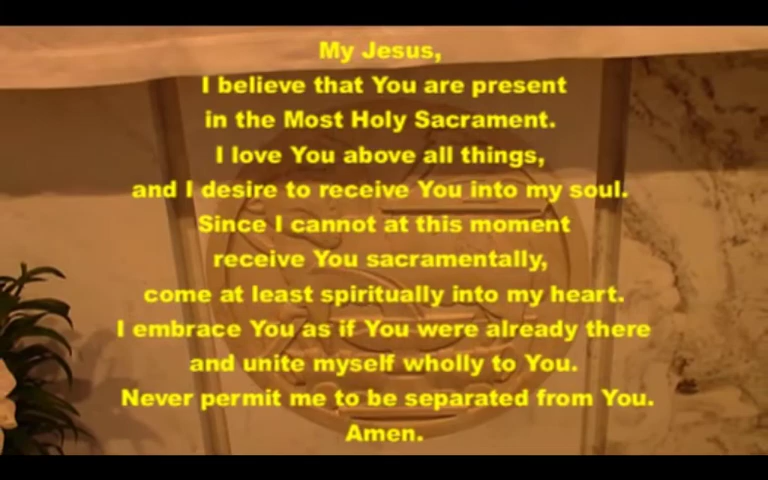 My Jesus,
I believe that You are present
in the Most Holy Sacrament.
I love You above all things,
and I desire to receive You into my soul.
Since I cannot at this moment
receive You sacramentally,
come at least spiritually into my heart.
I embrace You as if You were already there
and unite myself wholly to You.
Never permit me to be separated from You.
Amen.